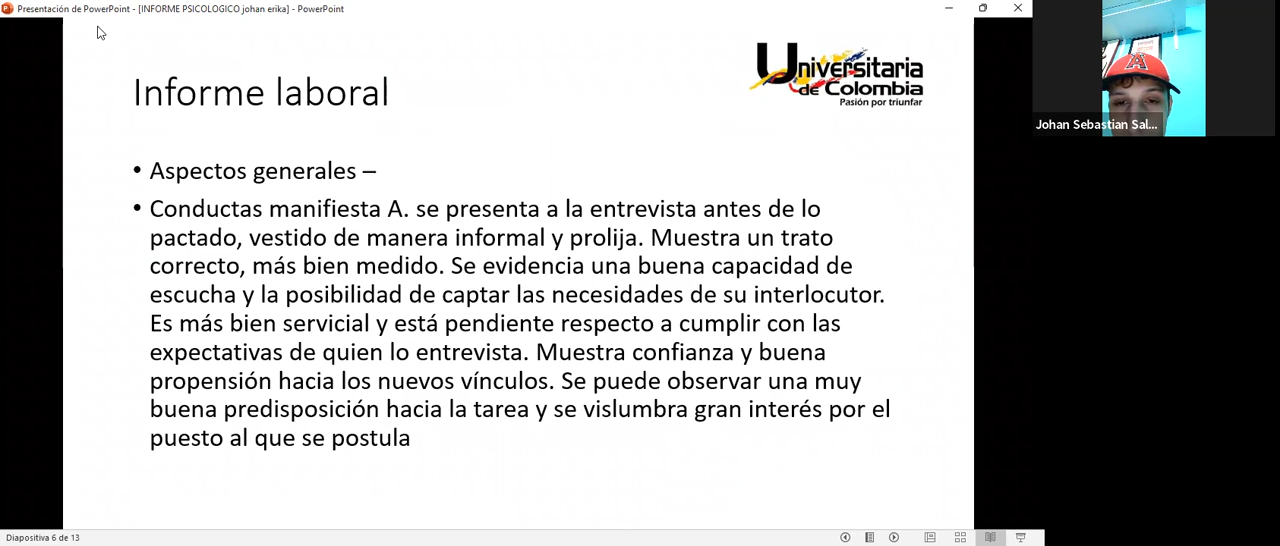 Presentación de PowerPoint - [INFORME PSICOLOGICO johan erika] - PowerPoint
Informe laboral
Universitaria
de Colombia
Pasión por triunfar
A
Johan Sebastian Sal...
• Aspectos generales –
• Conductas manifiesta A. se presenta a la entrevista antes de lo
pactado, vestido de manera informal y prolija. Muestra un trato
correcto, más bien medido. Se evidencia una buena capacidad de
escucha y la posibilidad de captar las necesidades de su interlocutor.
Es más bien servicial y está pendiente respecto a cumplir con las
expectativas de quien lo entrevista. Muestra confianza y buena
propensión hacia los nuevos vínculos. Se puede observar una muy
buena predisposición hacia la tarea y se vislumbra gran interés por el
puesto al que se postula
Diapositiva 6 de 13